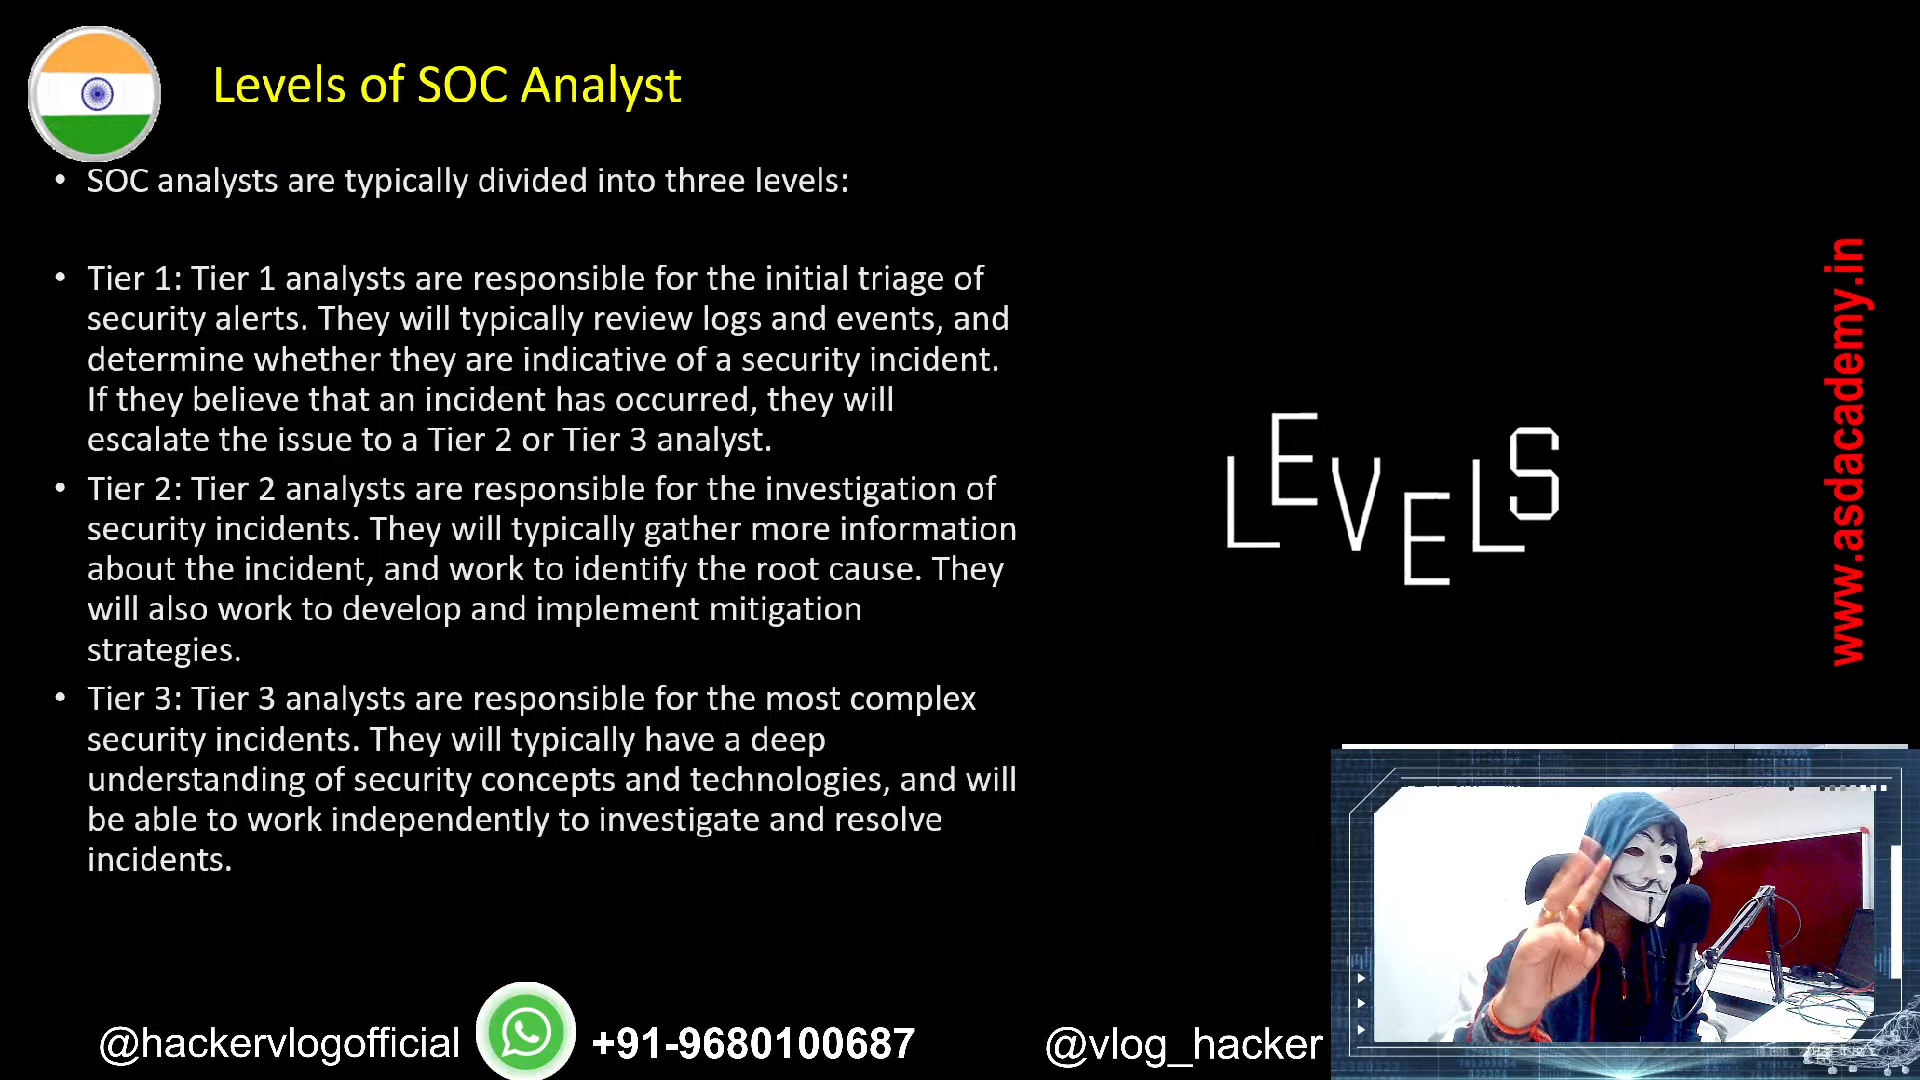 Levels of SOC Analyst
• SOC analysts are typically divided into three levels:
• Tier 1: Tier 1 analysts are responsible for the initial triage of
security alerts. They will typically review logs and events, and
determine whether they are indicative of a security incident.
If they believe that an incident has occurred, they will
escalate the issue to a Tier 2 or Tier 3 analyst.
• Tier 2: Tier 2 analysts are responsible for the investigation of
security incidents. They will typically gather more information
about the incident, and work to identify the root cause. They
will also work to develop and implement mitigation
strategies.
• Tier 3: Tier 3 analysts are responsible for the most complex
security incidents. They will typically have a deep
understanding of security concepts and technologies, and will
be able to work independently to investigate and resolve
incidents.
LEVELS
www.asdacademy.in
@hackervlogofficial
+91-9680100687
@vlog_hacker